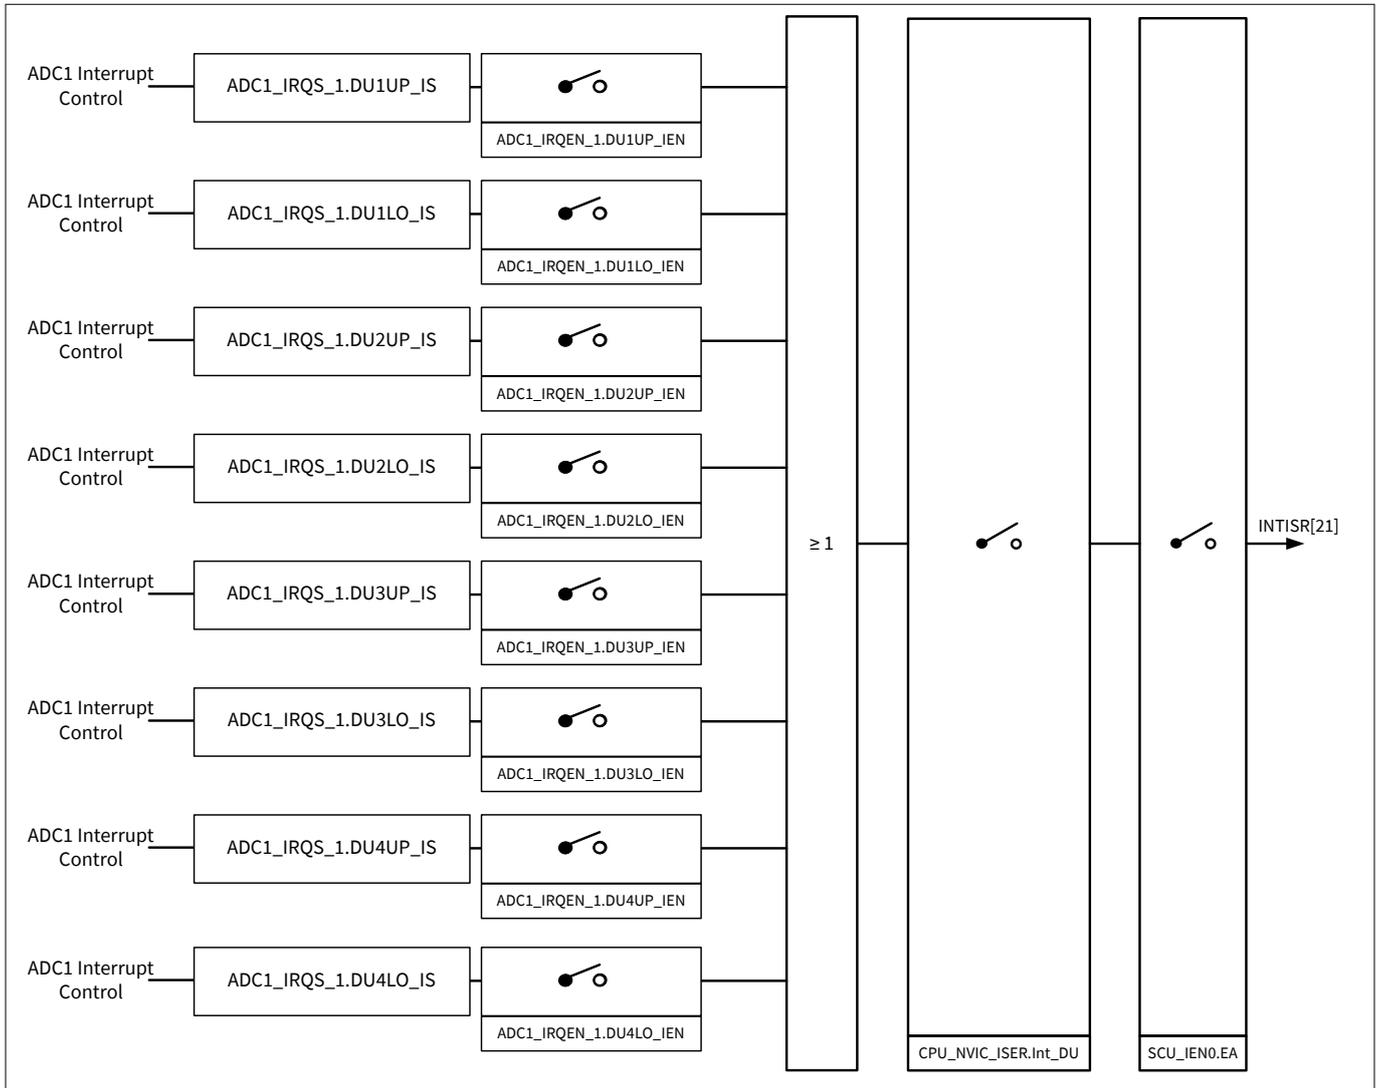 ADC1 Interrupt
Control
ADC1_IRQS_1.DU1UP_IS
ADC1_IRQEN_1.DU1UP_IEN
ADC1 Interrupt
Control
ADC1_IRQS_1.DU1LO_IS
ADC1_IRQEN_1.DU1LO_IEN
ADC1 Interrupt
Control
ADC1_IRQS_1.DU2UP_IS
ADC1_IRQEN_1.DU2UP_IEN
ADC1 Interrupt
Control
ADC1_IRQS_1.DU2LO_IS
ADC1_IRQEN_1.DU2LO_IEN
ADC1 Interrupt
Control
ADC1_IRQS_1.DU3UP_IS
ADC1_IRQEN_1.DU3UP_IEN
ADC1 Interrupt
Control
ADC1_IRQS_1.DU3LO_IS
ADC1_IRQEN_1.DU3LO_IEN
ADC1 Interrupt
Control
ADC1_IRQS_1.DU4UP_IS
ADC1_IRQEN_1.DU4UP_IEN
ADC1 Interrupt
Control
ADC1_IRQS_1.DU4LO_IS
ADC1_IRQEN_1.DU4LO_IEN
≥ 1
CPU_NVIC_ISER.Int_DU
SCU_IEN0.EA
INTISR[21]